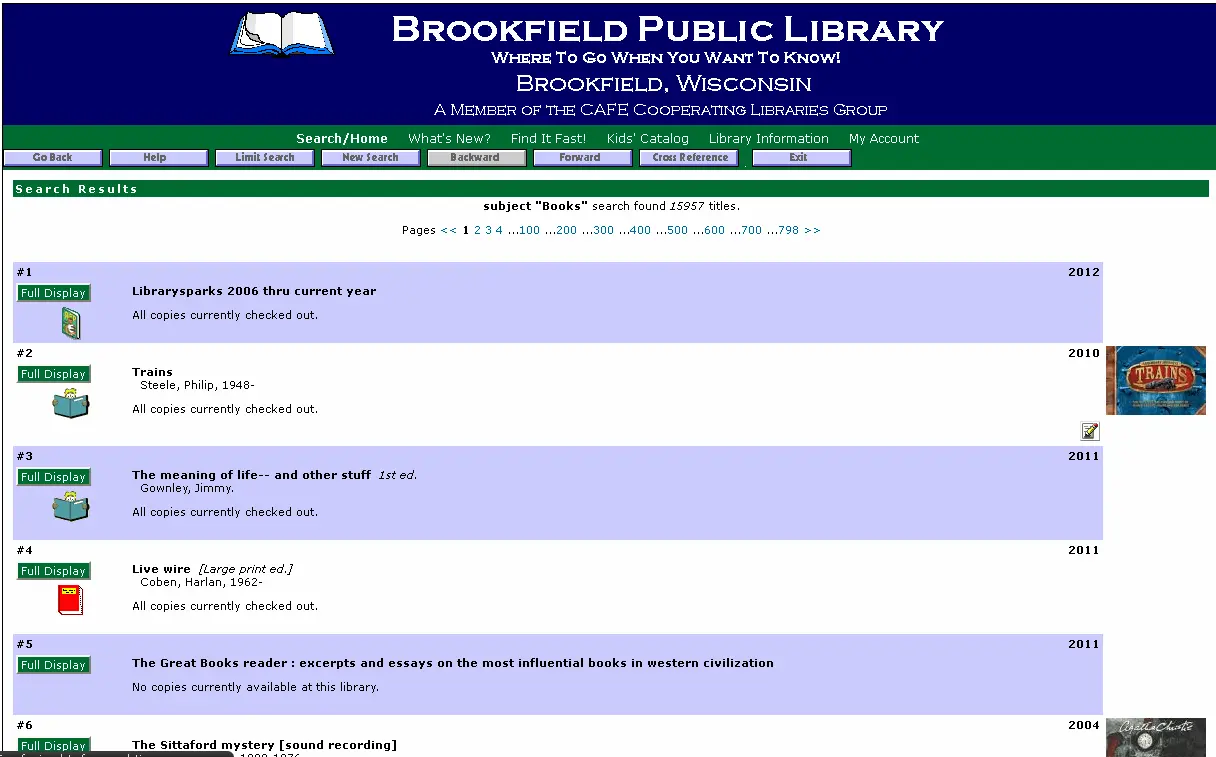 BROOKFIELD PUBLIC LIBRARY
WHERE TO GO WHEN YOU WANT TO KNOW!
BROOKFIELD, WISCONSIN
A MEMBER OF THE CAFE COOPERATING LIBRARIES GROUP
Search/Home What's New? Find It Fast! Kids' Catalog Library Information My Account
Go Back Help Limit Search New Search Backward Forward Cross Reference Exit
Search Results
subject "Books" search found 15957 titles.
Pages << 1 2 3 4 ...100 ...200 ...300 ...400 ...500 ...600 ...700 ...798 >>
#1 2012
Full Display Librarysparks 2006 thru current year
All copies currently checked out.
#2 2010
Full Display Trains
Steele, Philip, 1948-
TRAINS
All copies currently checked out.
#3 2011
Full Display The meaning of life-- and other stuff 1st ed.
Gownley, Jimmy.
All copies currently checked out.
#4 2011
Full Display Live wire [Large print ed.]
Coben, Harlan, 1962-
All copies currently checked out.
#5 2011
Full Display The Great Books reader : excerpts and essays on the most influential books in western civilization
No copies currently available at this library.
#6 2004
Agatha Christie
Full Display The Sittaford mystery [sound recording]